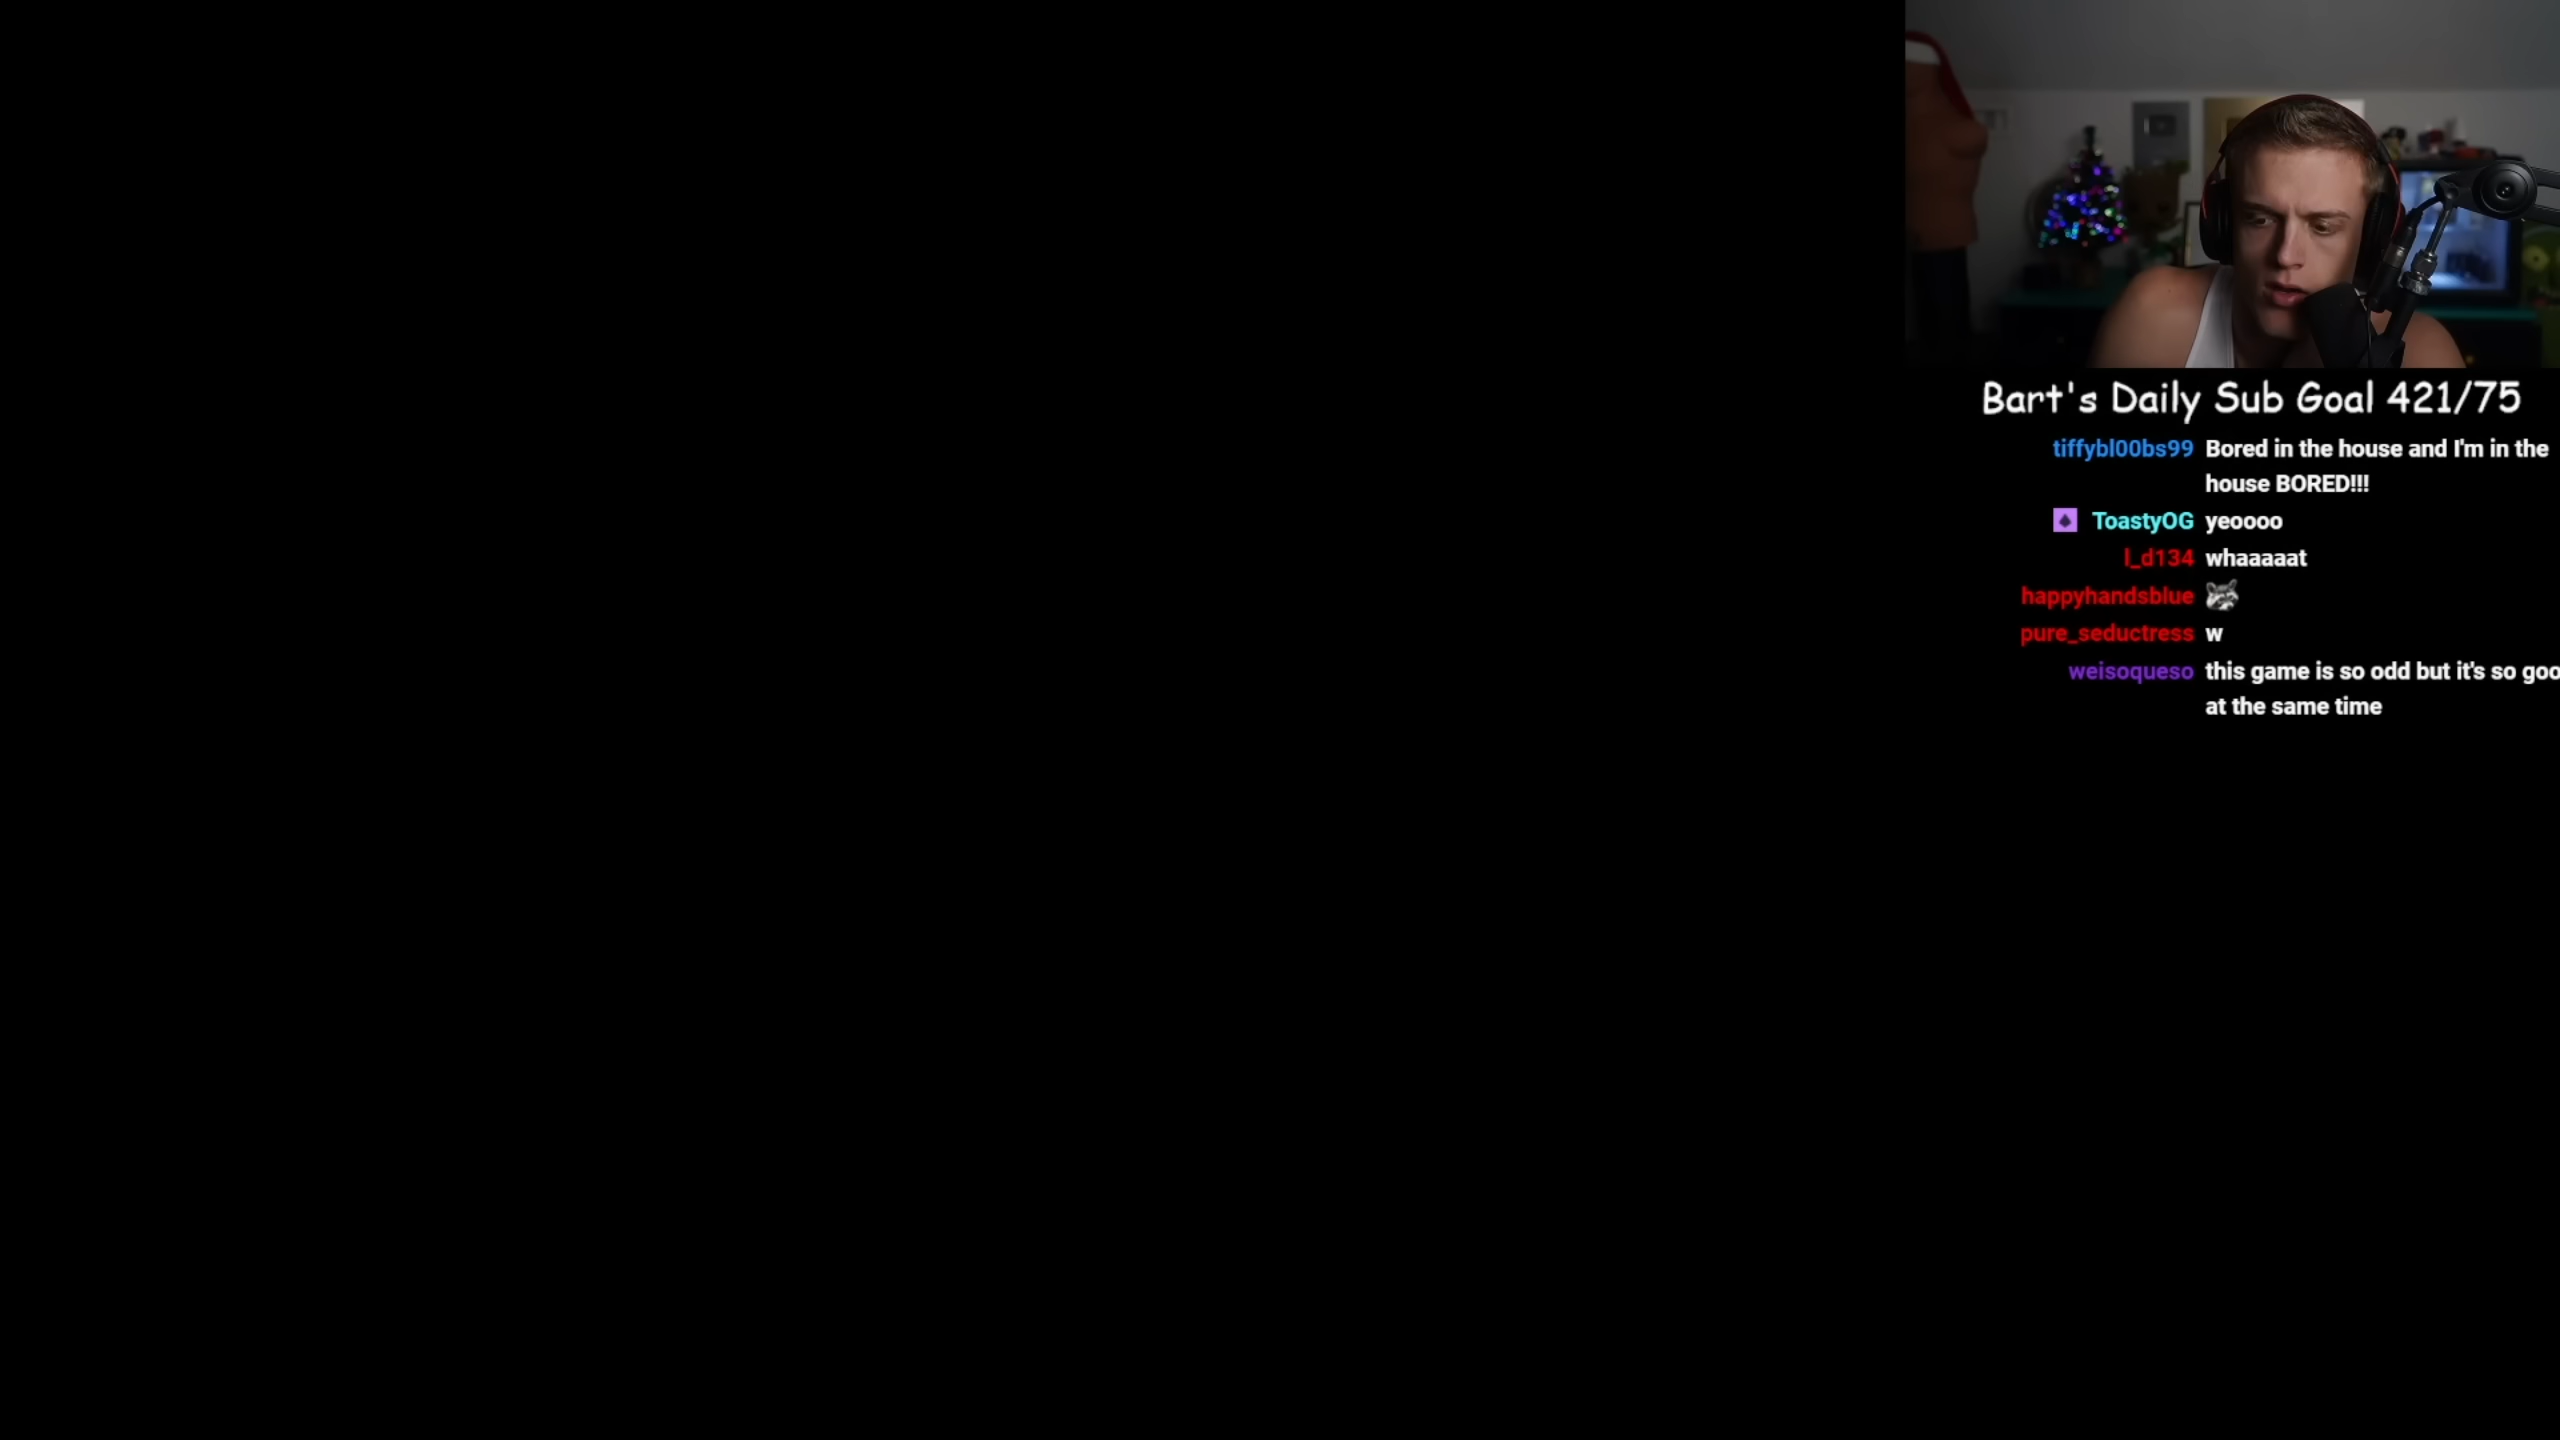 Bart's Daily Sub Goal 421/75
tiffybl00bs99 Bored in the house and I'm in the
house BORED!!!
ToastyOG yeoooo
l_d134 whaaaaat
happyhandsblue
pure_seductress w
weisoqueso this game is so odd but it's so goo
at the same time